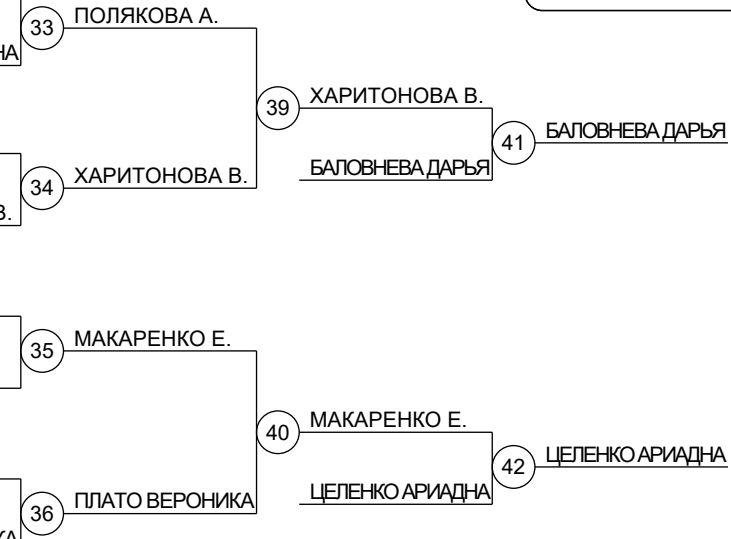 33 ПОЛЯКОВА А.
39 ХАРИТОНОВА В.
41 БАЛОВНЕВА ДАРЬЯ
БАЛОВНЕВА ДАРЬЯ
34 ХАРИТОНОВА В.
В.
35 МАКАРЕНКО Е.
40 МАКАРЕНКО Е.
42 ЦЕЛЕНКО АРИАДНА
ЦЕЛЕНКО АРИАДНА
36 ПЛАТО ВЕРОНИКА